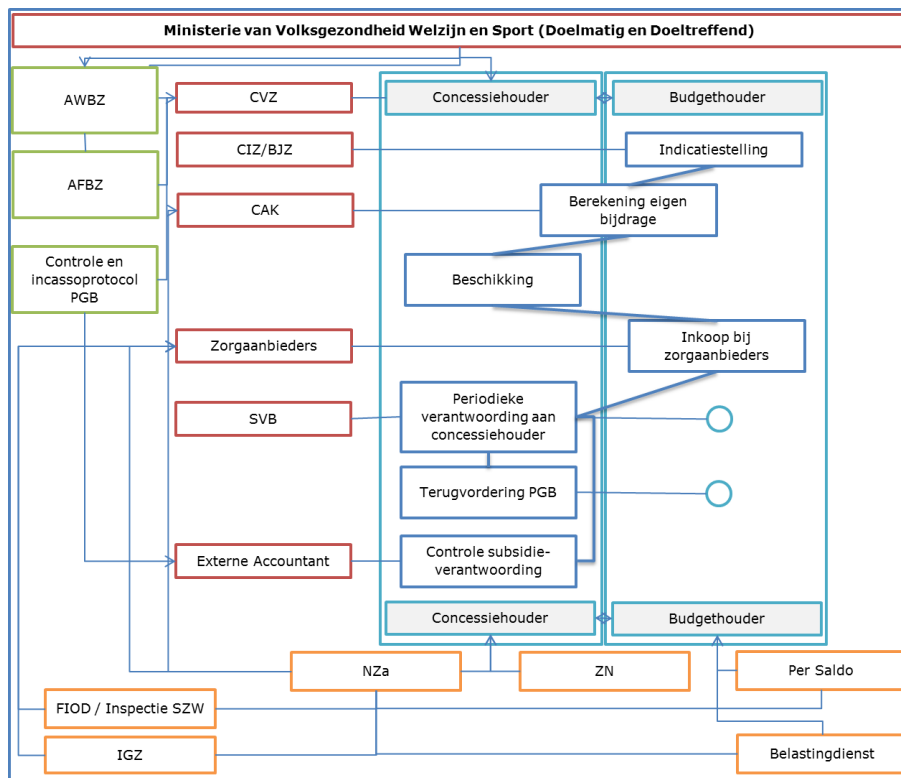 Ministerie van Volksgezondheid Welzijn en Sport (Doelmatig en Doeltreffend)
AWBZ
CVZ
Concessiehouder
Budgethouder
CIZ/BJZ
Indicatiestelling
AFBZ
CAK
Berekening eigen
bijdrage
Controle en
incassoprotocol
PGB
Beschikking
Zorgaanbieders
Inkoop bij
zorgaanbieders
SVB
Periodieke
verantwoording aan
concessiehouder
Terugvordering PGB
Externe Accountant
Controle subsidie-
verantwoording
Concessiehouder
Budgethouder
NZa
ZN
Per Saldo
FIOD / Inspectie SZW
IGZ
Belastingdienst